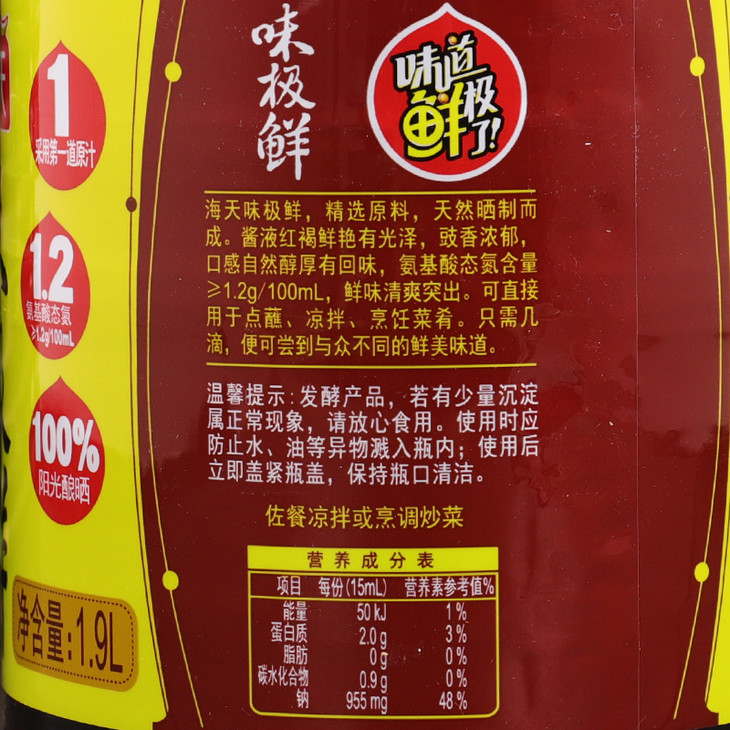 味极鲜
味道
鲜极
了!
1
采用第一道原汁
1.2
氨基酸态氮
≥1.2g/100mL
100%
阳光酿晒
净含量:1.9L
海天味极鲜，精选原料，天然晒制而
成。酱液红褐鲜艳有光泽，豉香浓郁，
口感自然醇厚有回味，氨基酸态氮含量
≥1.2g/100mL，鲜味清爽突出。可直接
用于点蘸、凉拌、烹饪菜肴。只需几
滴，便可尝到与众不同的鲜美味道。
温馨提示:发酵产品，若有少量沉淀
属正常现象，请放心食用。使用时应
防止水、油等异物溅入瓶内；使用后
立即盖紧瓶盖，保持瓶口清洁。
佐餐凉拌或烹调炒菜
营养成分表
项目 每份(15mL) 营养素参考值%
能量 50 kJ 1%
蛋白质 2.0 g 3%
脂肪 0 g 0%
碳水化合物 0.9 g 0%
钠 955 mg 48%